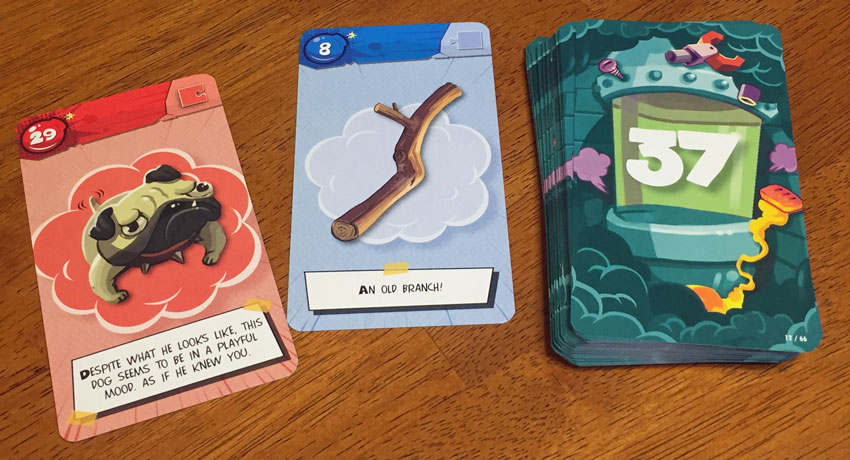 29
DESPITE WHAT HE LOOKS LIKE, THIS
DOG SEEMS TO BE IN A PLAYFUL
MOOD. AS IF HE KNEW YOU.
8
AN OLD BRANCH!
37
12 / 66